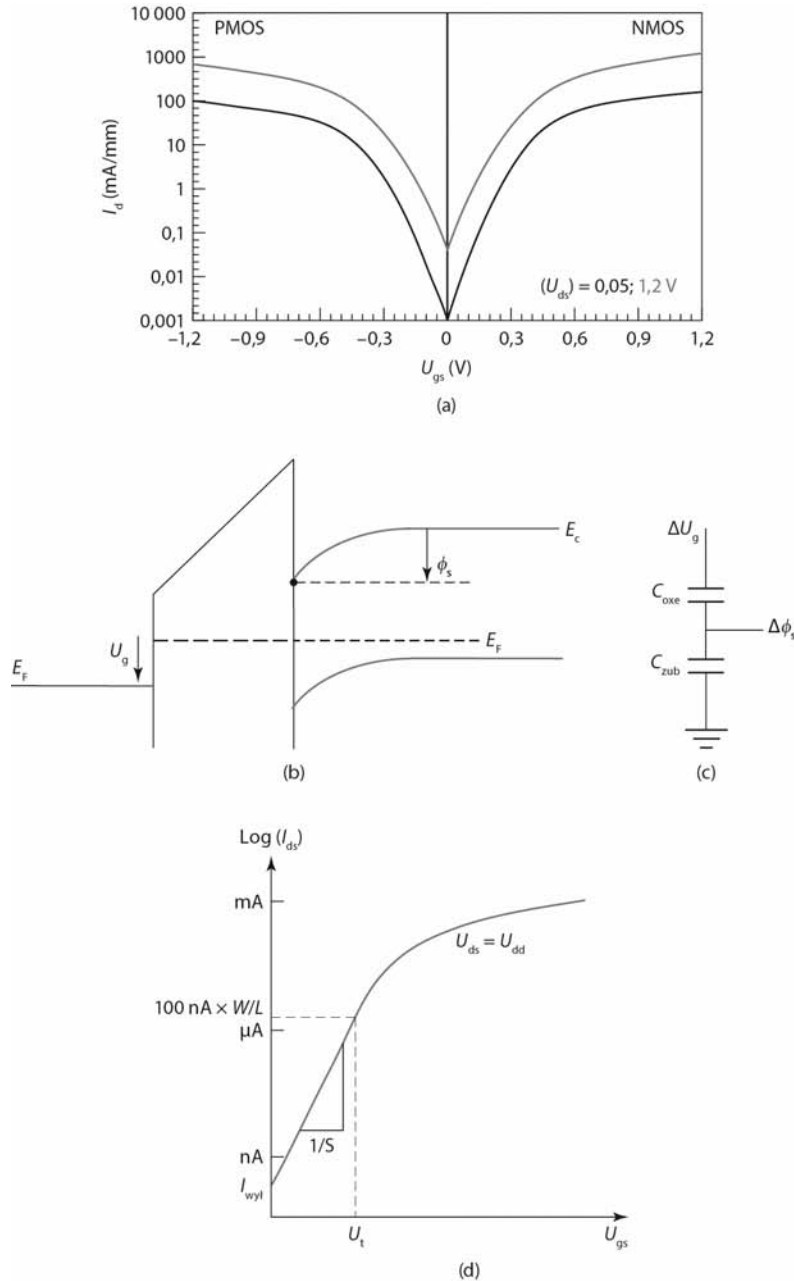 10 000
PMOS
NMOS
1000
100
10
1
0,1
0,01
0,001
I_d (mA/mm)
(U_ds) = 0,05; 1,2 V
–1,2 –0,9 –0,6 –0,3 0 0,3 0,6 0,9 1,2
U_gs (V)
(a)
E_c
ϕ_s
U_g
E_F
E_F
(b)
ΔU_g
C_oxe
Δϕ_s
C_zub
(c)
Log (I_ds)
mA
U_ds = U_dd
100 nA × W/L
μA
1/S
nA
I_wył
U_t
U_gs
(d)